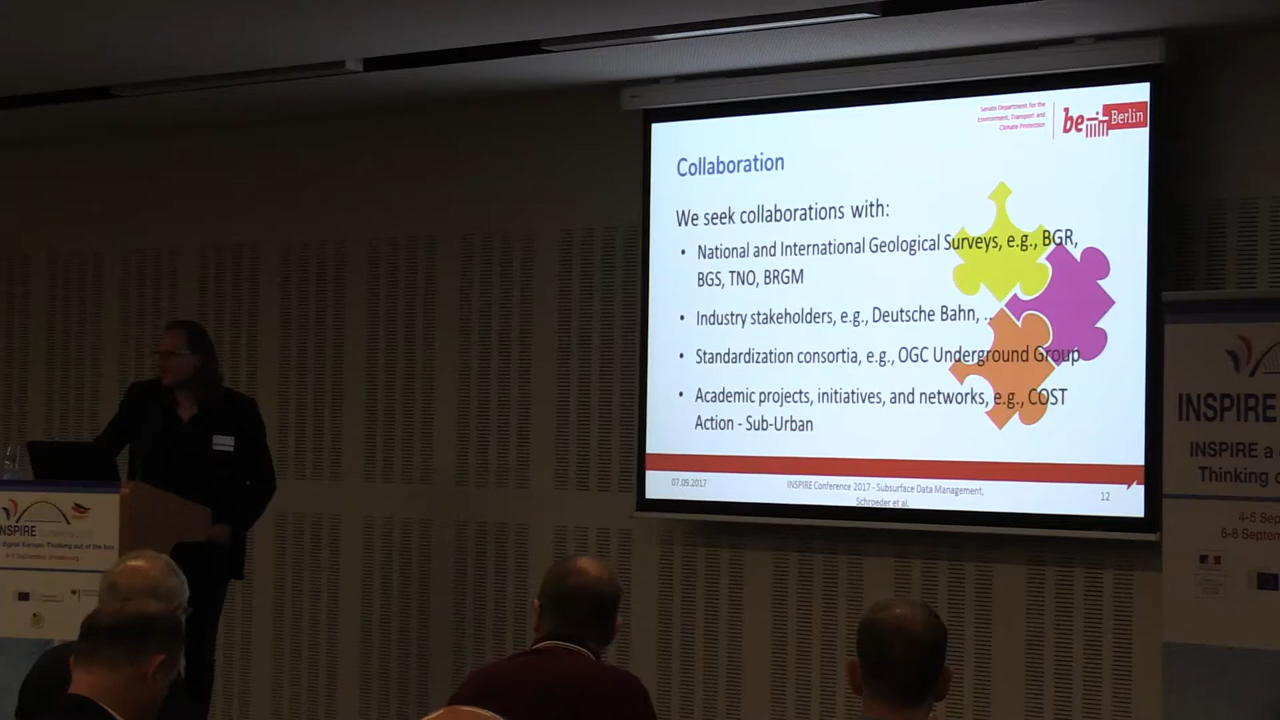 Senate Department for the
Environment, Transport and
Climate Protection
be Berlin
Collaboration
We seek collaborations with:
• National and International Geological Surveys, e.g., BGR,
BGS, TNO, BRGM
• Industry stakeholders, e.g., Deutsche Bahn, ..
• Standardization consortia, e.g., OGC Underground Group
• Academic projects, initiatives, and networks, e.g., COST
Action - Sub-Urban
07.09.2017
INSPIRE Conference 2017 - Subsurface Data Management,
Schroeder et al.
12
INSPIRE
digital Europe: Thinking out of the box
INSPIRE
INSPIRE a
Thinking
4-5 Sep
6-8 Septem